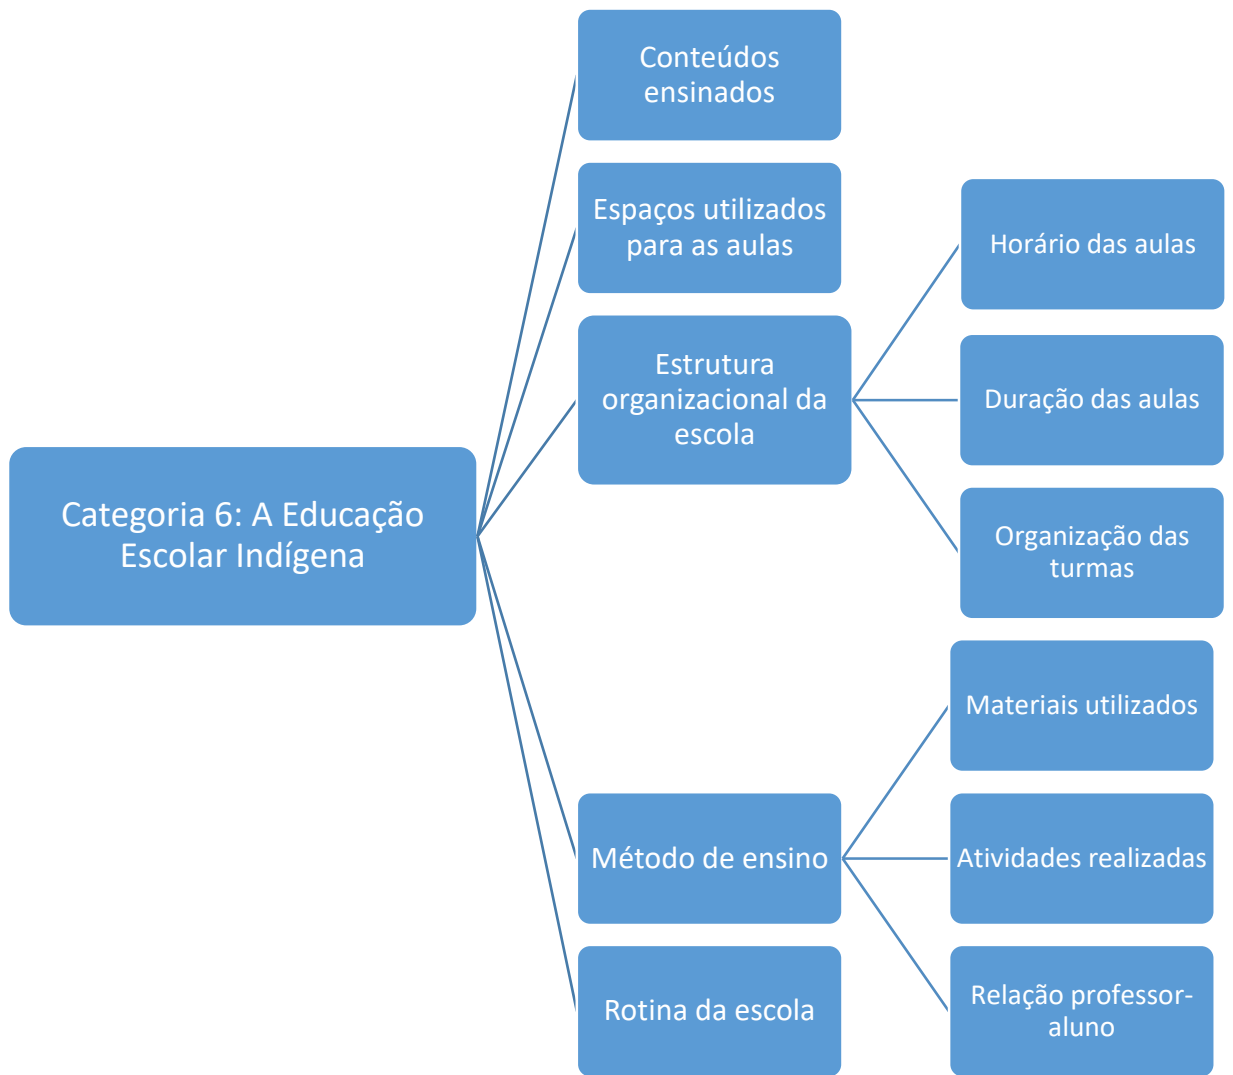 Conteúdos
ensinados
Espaços utilizados
para as aulas
Horário das aulas
Estrutura
organizacional da
escola
Duração das aulas
Categoria 6: A Educação
Escolar Indígena
Organização das
turmas
Materiais utilizados
Método de ensino
Atividades realizadas
Rotina da escola
Relação professor-
aluno